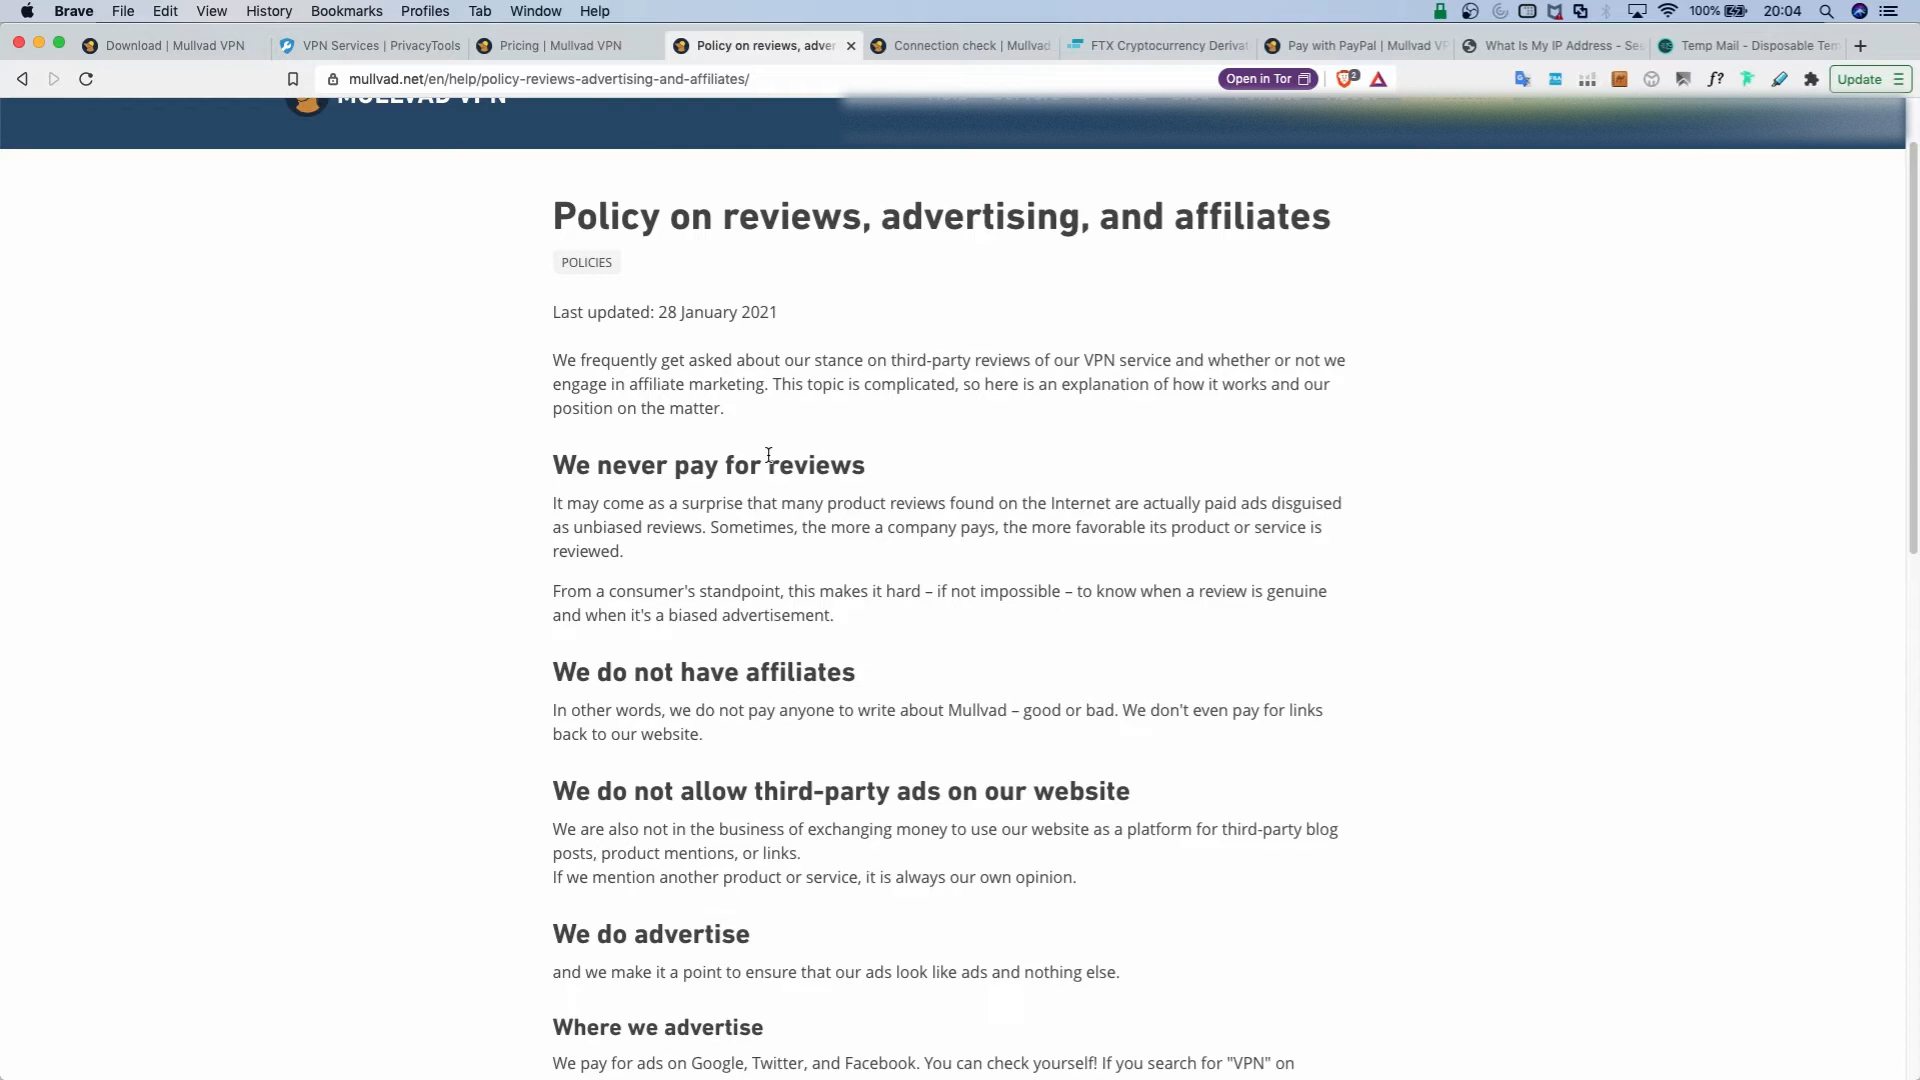 Brave File Edit View History Bookmarks Profiles Tab Window Help 100% 20:04
Download | Mullvad VPN
VPN Services | PrivacyTools
Pricing | Mullvad VPN
Policy on reviews, adver
Connection check | Mullvad
FTX Cryptocurrency Derivat
Pay with PayPal | Mullvad VP
What Is My IP Address - See
Temp Mail - Disposable Tem
mullvad.net/en/help/policy-reviews-advertising-and-affiliates/
Open in Tor
2
f?
Update
MULLVAD VPN
Policy on reviews, advertising, and affiliates
POLICIES
Last updated: 28 January 2021
We frequently get asked about our stance on third-party reviews of our VPN service and whether or not we
engage in affiliate marketing. This topic is complicated, so here is an explanation of how it works and our
position on the matter.
We never pay for reviews
It may come as a surprise that many product reviews found on the Internet are actually paid ads disguised
as unbiased reviews. Sometimes, the more a company pays, the more favorable its product or service is
reviewed.
From a consumer's standpoint, this makes it hard – if not impossible – to know when a review is genuine
and when it's a biased advertisement.
We do not have affiliates
In other words, we do not pay anyone to write about Mullvad – good or bad. We don't even pay for links
back to our website.
We do not allow third-party ads on our website
We are also not in the business of exchanging money to use our website as a platform for third-party blog
posts, product mentions, or links.
If we mention another product or service, it is always our own opinion.
We do advertise
and we make it a point to ensure that our ads look like ads and nothing else.
Where we advertise
We pay for ads on Google, Twitter, and Facebook. You can check yourself! If you search for "VPN" on